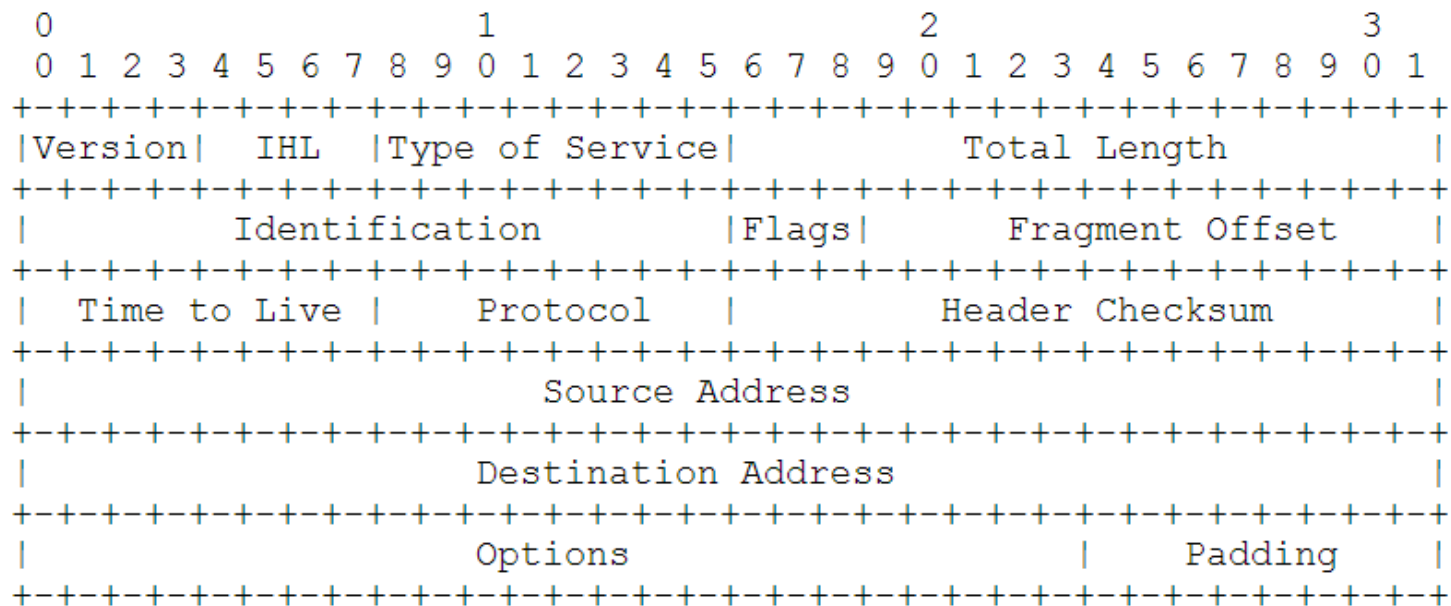 0                   1                   2                   3
 0 1 2 3 4 5 6 7 8 9 0 1 2 3 4 5 6 7 8 9 0 1 2 3 4 5 6 7 8 9 0 1
+-+-+-+-+-+-+-+-+-+-+-+-+-+-+-+-+-+-+-+-+-+-+-+-+-+-+-+-+-+-+-+-+
|Version|  IHL  |Type of Service|          Total Length         |
+-+-+-+-+-+-+-+-+-+-+-+-+-+-+-+-+-+-+-+-+-+-+-+-+-+-+-+-+-+-+-+-+
|         Identification        |Flags|      Fragment Offset    |
+-+-+-+-+-+-+-+-+-+-+-+-+-+-+-+-+-+-+-+-+-+-+-+-+-+-+-+-+-+-+-+-+
|  Time to Live |    Protocol   |         Header Checksum       |
+-+-+-+-+-+-+-+-+-+-+-+-+-+-+-+-+-+-+-+-+-+-+-+-+-+-+-+-+-+-+-+-+
|                       Source Address                          |
+-+-+-+-+-+-+-+-+-+-+-+-+-+-+-+-+-+-+-+-+-+-+-+-+-+-+-+-+-+-+-+-+
|                    Destination Address                        |
+-+-+-+-+-+-+-+-+-+-+-+-+-+-+-+-+-+-+-+-+-+-+-+-+-+-+-+-+-+-+-+-+
|                    Options                    |    Padding    |
+-+-+-+-+-+-+-+-+-+-+-+-+-+-+-+-+-+-+-+-+-+-+-+-+-+-+-+-+-+-+-+-+